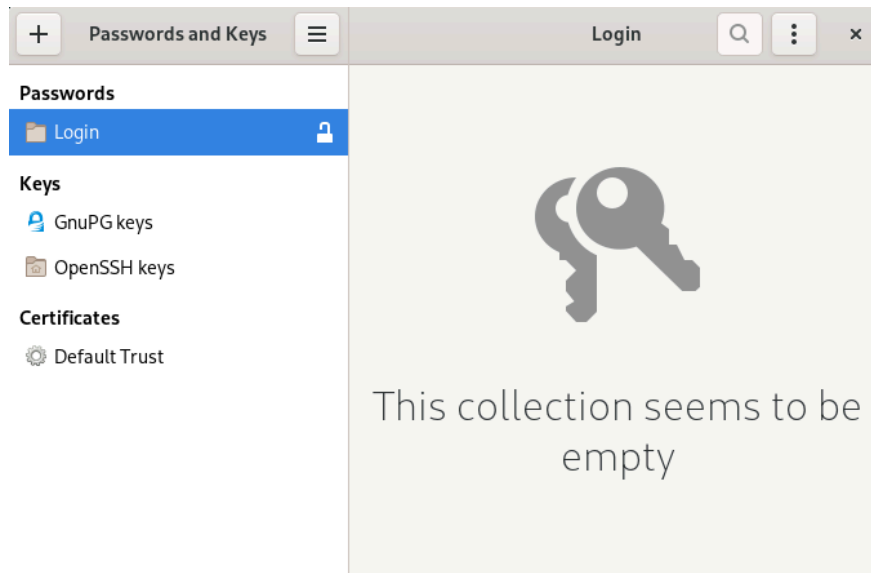 Passwords and Keys
Login
Passwords
Login
Keys
GnuPG keys
OpenSSH keys
Certificates
Default Trust
This collection seems to be
empty